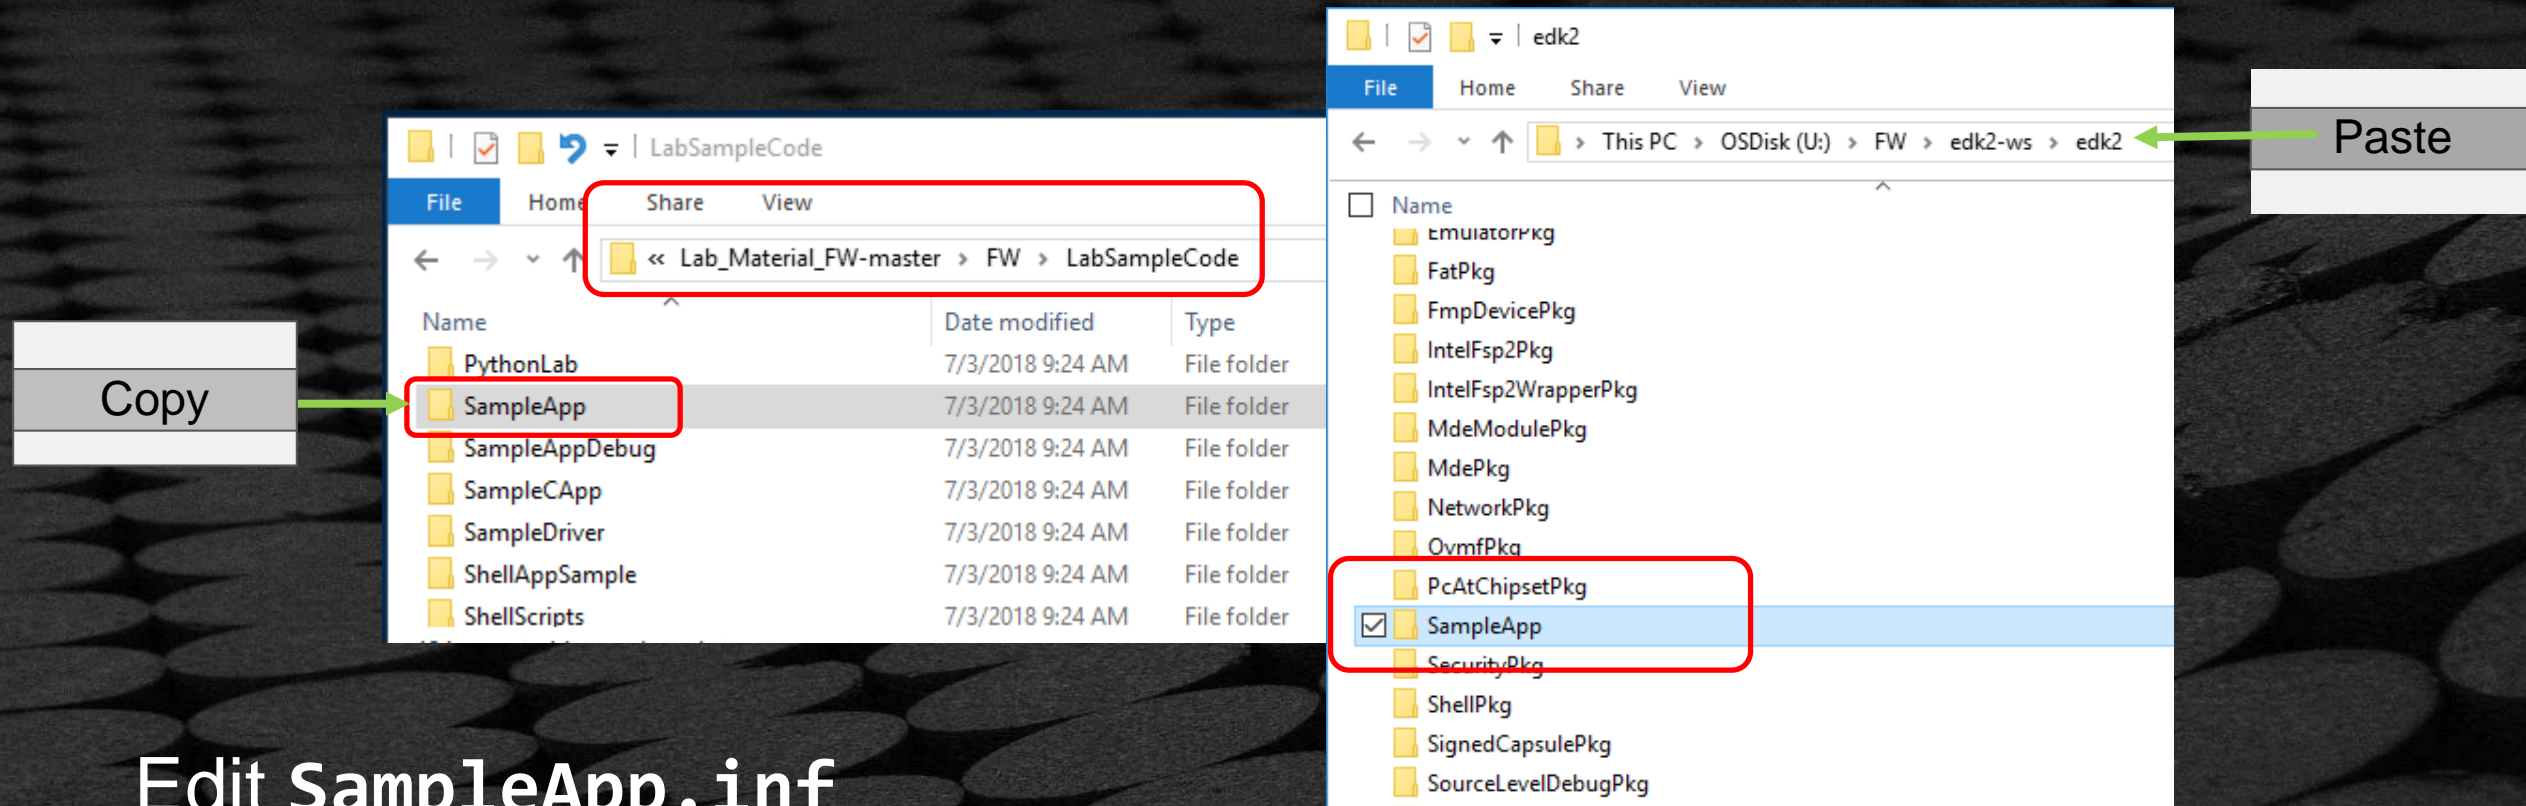 Copy
LabSampleCode
File Home Share View
« Lab_Material_FW-master > FW > LabSampleCode
Name Date modified Type
PythonLab 7/3/2018 9:24 AM File folder
SampleApp 7/3/2018 9:24 AM File folder
SampleAppDebug 7/3/2018 9:24 AM File folder
SampleCApp 7/3/2018 9:24 AM File folder
SampleDriver 7/3/2018 9:24 AM File folder
ShellAppSample 7/3/2018 9:24 AM File folder
ShellScripts 7/3/2018 9:24 AM File folder
edk2
File Home Share View
> This PC > OSDisk (U:) > FW > edk2-ws > edk2
Name
EmulatorPkg
FatPkg
FmpDevicePkg
IntelFsp2Pkg
IntelFsp2WrapperPkg
MdeModulePkg
MdePkg
NetworkPkg
OvmfPkg
PcAtChipsetPkg
SampleApp
SecurityPkg
ShellPkg
SignedCapsulePkg
SourceLevelDebugPkg
Paste
Edit SampleApp.inf